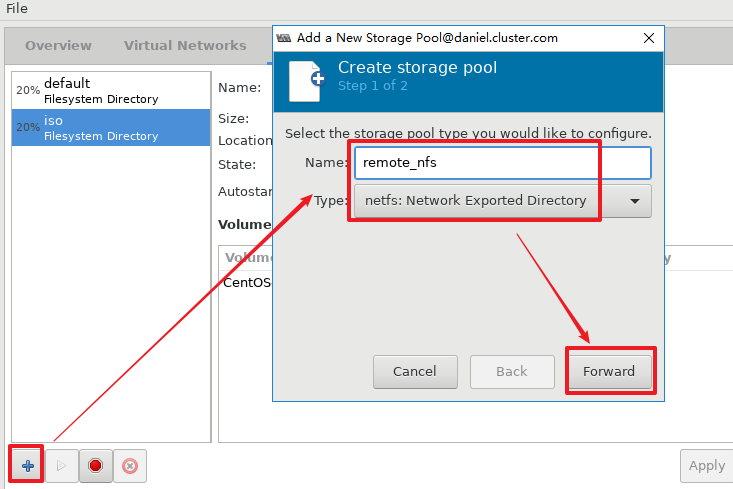 File
Overview Virtual Networks
20% default
Filesystem Directory
20% iso
Filesystem Directory
Name:
Size:
Location
State:
Autostar
Volum
Volum
CentOS
Add a New Storage Pool@daniel.cluster.com
Create storage pool
Step 1 of 2
Select the storage pool type you would like to configure.
Name: remote_nfs
Type: netfs: Network Exported Directory
Cancel Back Forward
y
Apply